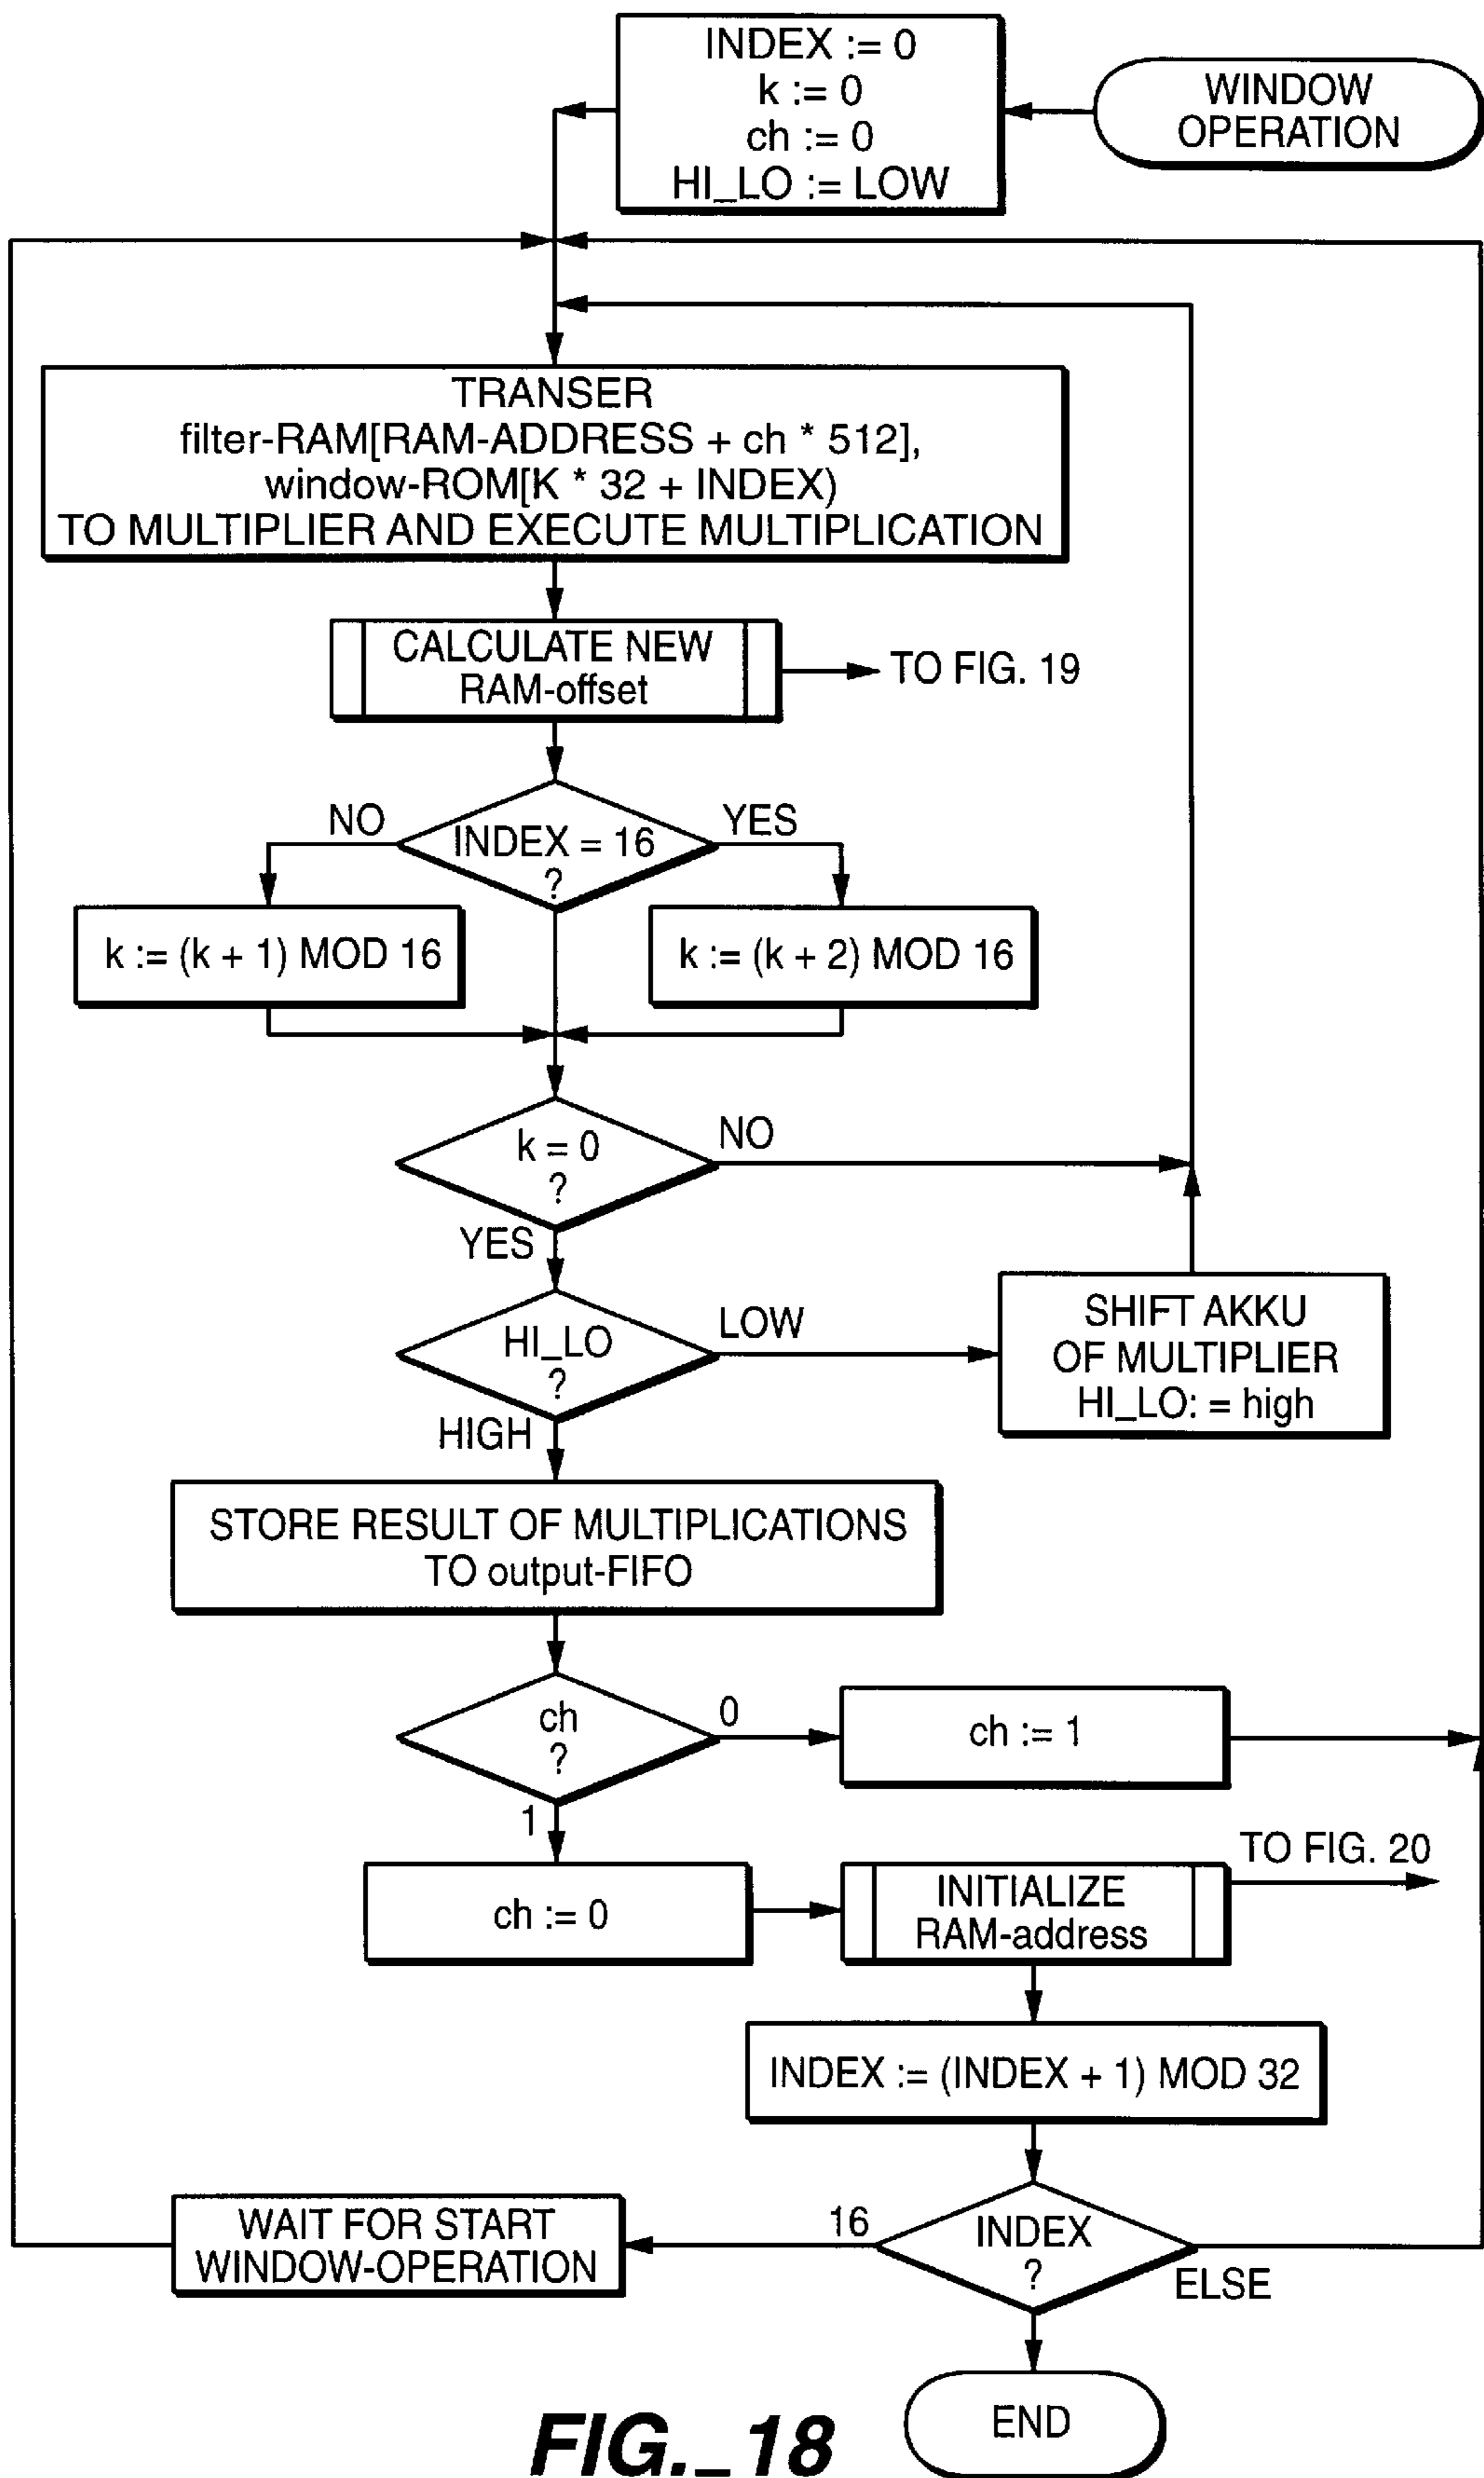 INDEX := 0
k := 0
ch := 0
HI_LO := LOW
WINDOW
OPERATION
TRANSER
filter-RAM[RAM-ADDRESS + ch * 512],
window-ROM[K * 32 + INDEX)
TO MULTIPLIER AND EXECUTE MULTIPLICATION
CALCULATE NEW
RAM-offset
TO FIG. 19
NO
INDEX = 16
?
YES
k := (k + 1) MOD 16
k := (k + 2) MOD 16
k = 0
?
NO
YES
HI_LO
?
LOW
SHIFT AKKU
OF MULTIPLIER
HI_LO: = high
HIGH
STORE RESULT OF MULTIPLICATIONS
TO output-FIFO
ch
?
0
ch := 1
1
ch := 0
INITIALIZE
RAM-address
TO FIG. 20
INDEX := (INDEX + 1) MOD 32
WAIT FOR START
WINDOW-OPERATION
16
INDEX
?
ELSE
END
FIG._18